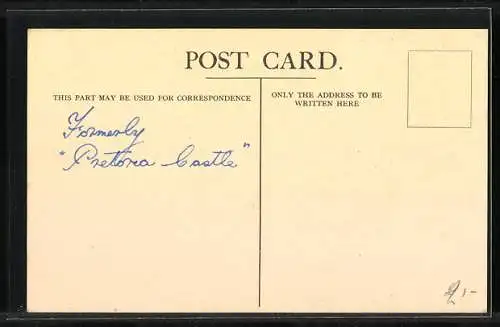 POST CARD.
THIS PART MAY BE USED FOR CORRESPONDENCE
ONLY THE ADDRESS TO BE
WRITTEN HERE
Formerly
"Pretoria Castle"